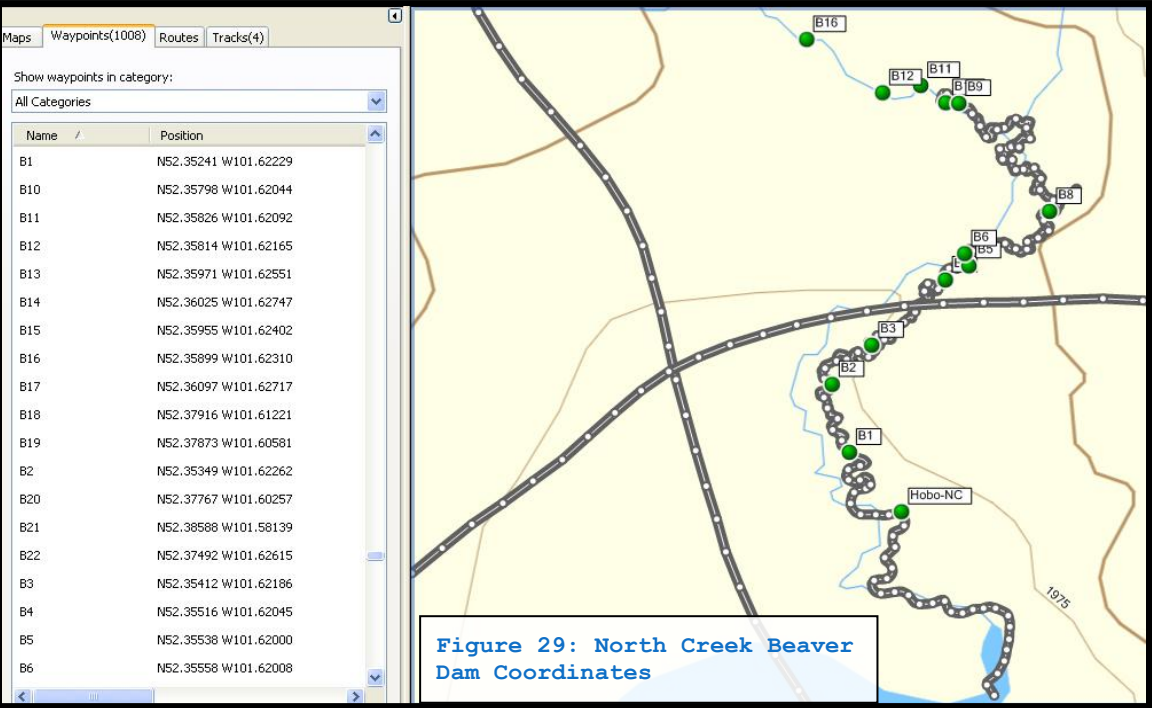 Maps Waypoints(1008) Routes Tracks(4)
Show waypoints in category:
All Categories
Name Position
B1 N52.35241 W101.62229
B10 N52.35798 W101.62044
B11 N52.35826 W101.62092
B12 N52.35814 W101.62165
B13 N52.35971 W101.62551
B14 N52.36025 W101.62747
B15 N52.35955 W101.62402
B16 N52.35899 W101.62310
B17 N52.36097 W101.62717
B18 N52.37916 W101.61221
B19 N52.37873 W101.60581
B2 N52.35349 W101.62262
B20 N52.37767 W101.60257
B21 N52.38588 W101.58139
B22 N52.37492 W101.62615
B3 N52.35412 W101.62186
B4 N52.35516 W101.62045
B5 N52.35538 W101.62000
B6 N52.35558 W101.62008
B16
B11
B12
B9
B8
B6
B5
B3
B2
B1
Hobo-NC
1975
Figure 29: North Creek Beaver
Dam Coordinates